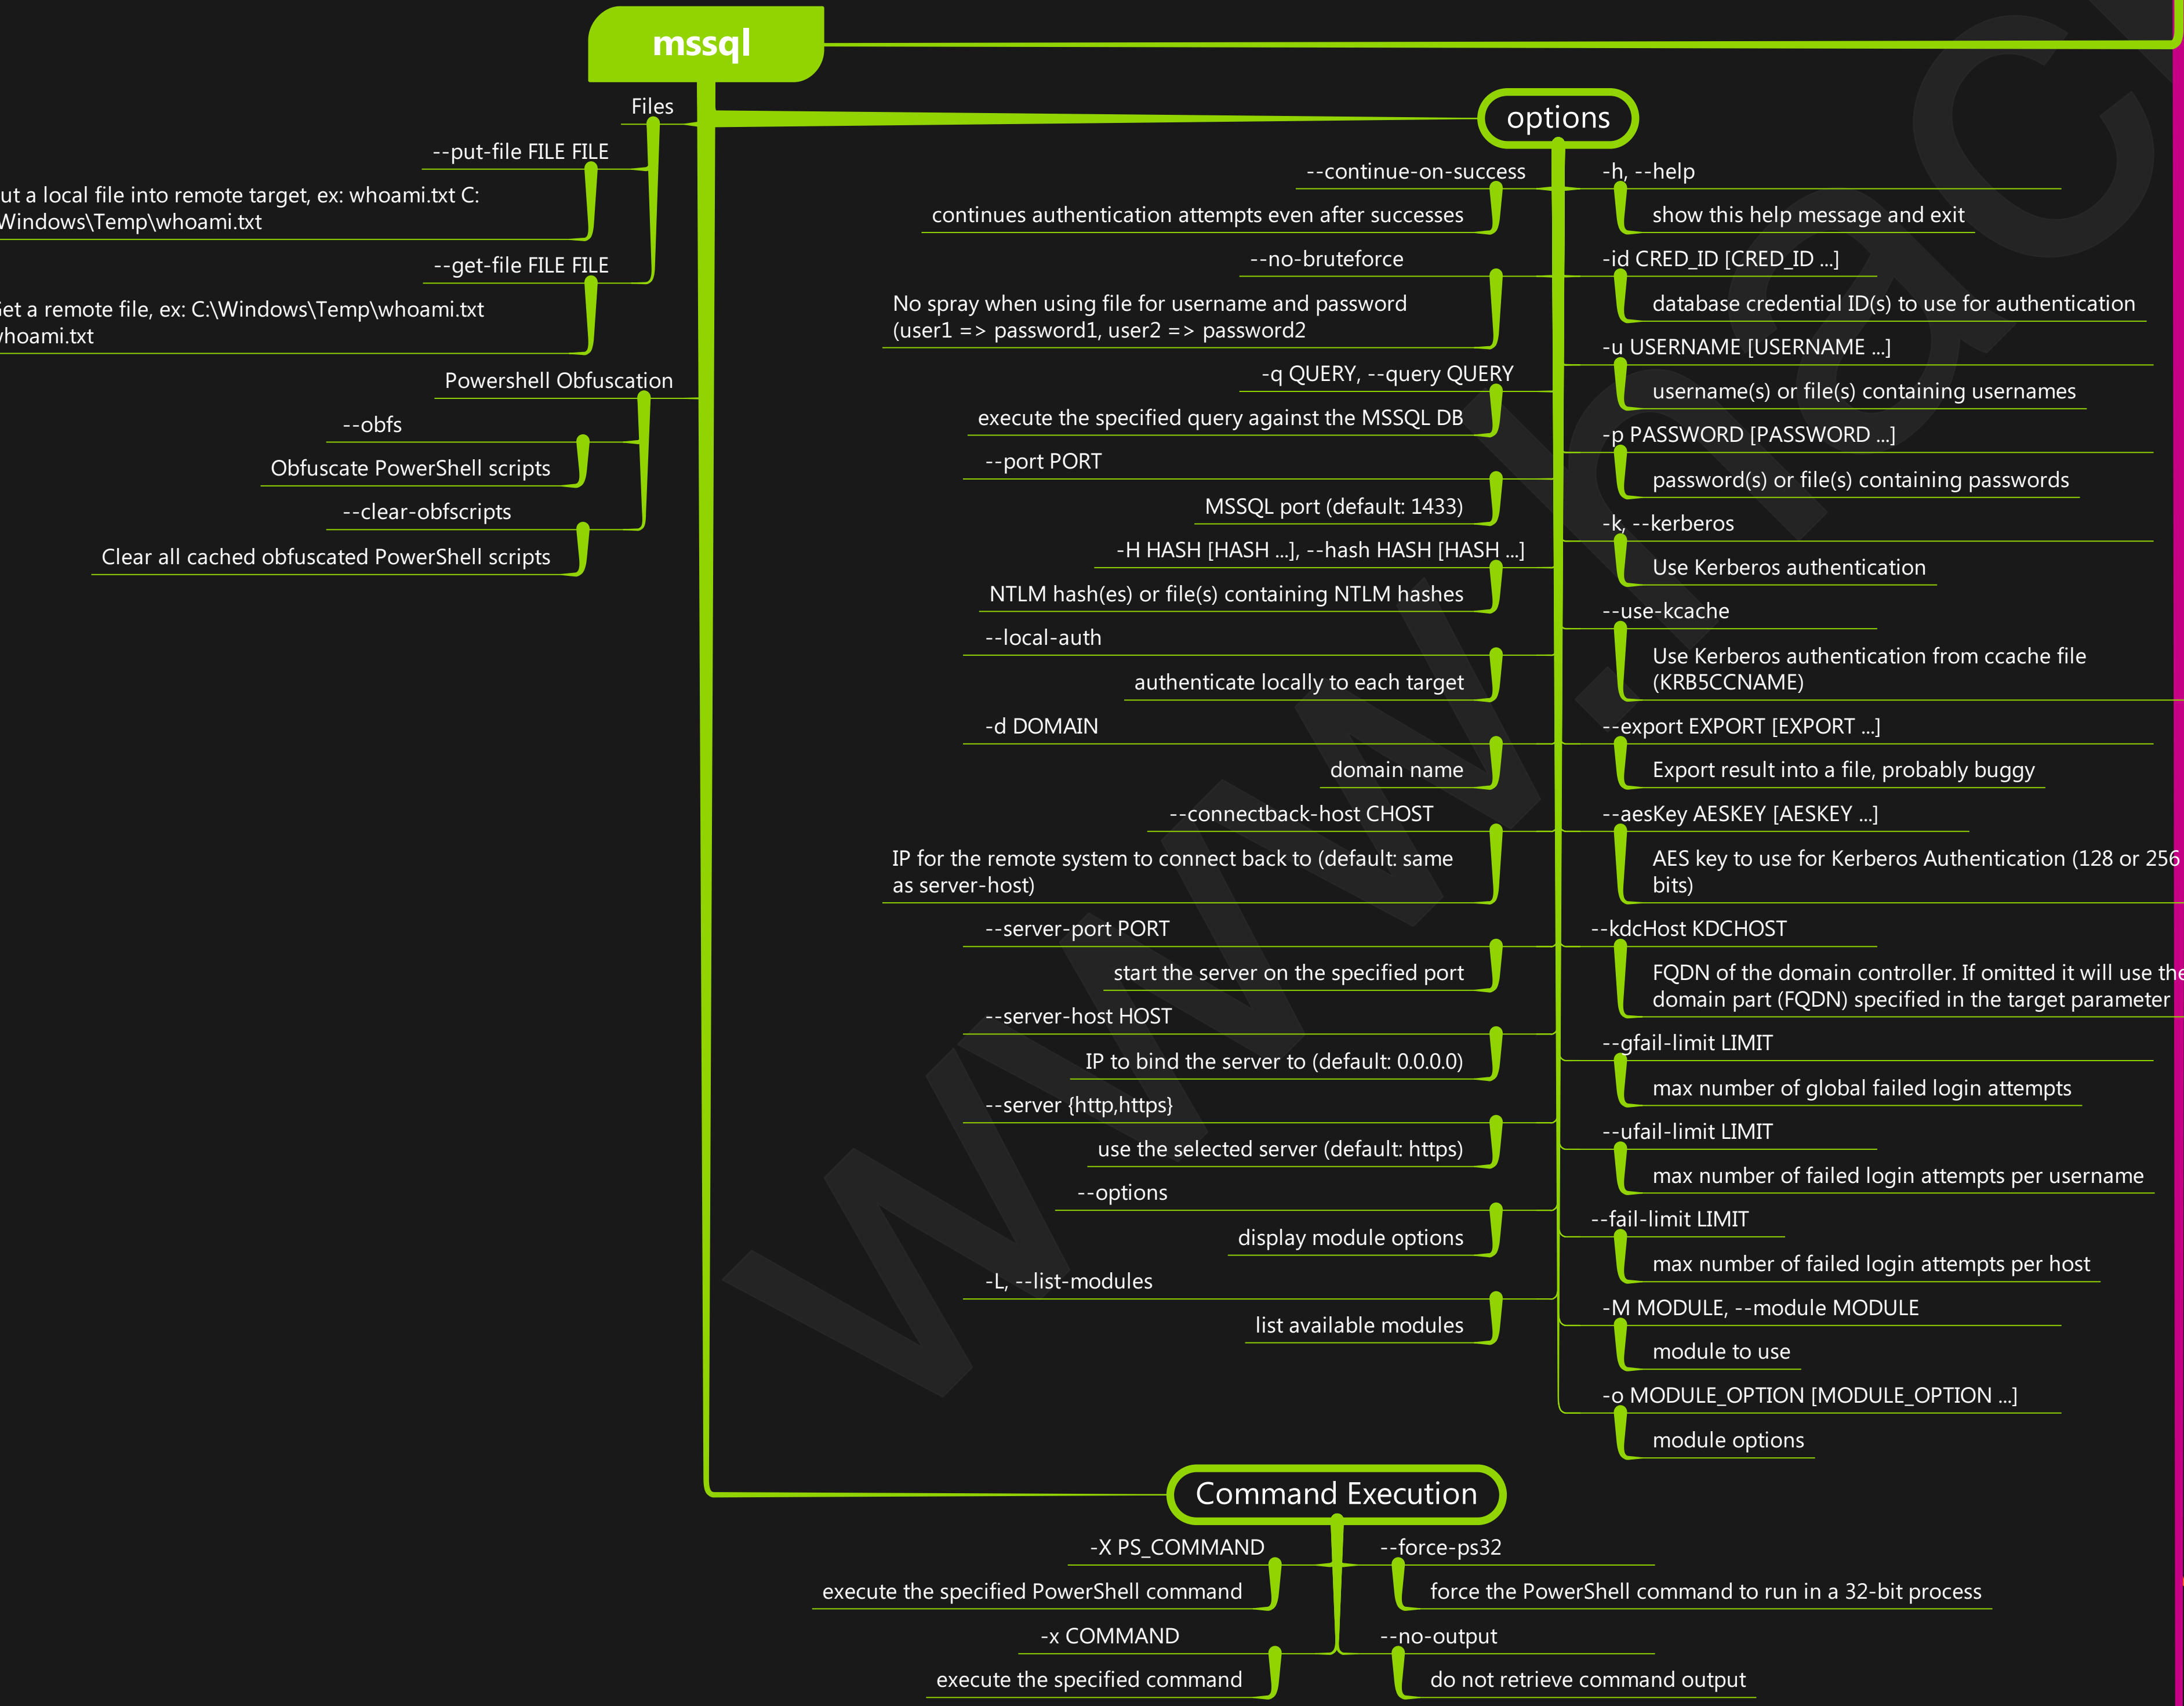 mssql
Files
--put-file FILE FILE
ut a local file into remote target, ex: whoami.txt C:
Windows\Temp\whoami.txt
--get-file FILE FILE
et a remote file, ex: C:\Windows\Temp\whoami.txt
hoami.txt
Powershell Obfuscation
--obfs
Obfuscate PowerShell scripts
--clear-obfscripts
Clear all cached obfuscated PowerShell scripts
options
--continue-on-success
continues authentication attempts even after successes
--no-bruteforce
No spray when using file for username and password
(user1 => password1, user2 => password2
-q QUERY, --query QUERY
execute the specified query against the MSSQL DB
--port PORT
MSSQL port (default: 1433)
-H HASH [HASH ...], --hash HASH [HASH ...]
NTLM hash(es) or file(s) containing NTLM hashes
--local-auth
authenticate locally to each target
-d DOMAIN
domain name
--connectback-host CHOST
IP for the remote system to connect back to (default: same
as server-host)
--server-port PORT
start the server on the specified port
--server-host HOST
IP to bind the server to (default: 0.0.0.0)
--server {http,https}
use the selected server (default: https)
--options
display module options
-L, --list-modules
list available modules
-h, --help
show this help message and exit
-id CRED_ID [CRED_ID ...]
database credential ID(s) to use for authentication
-u USERNAME [USERNAME ...]
username(s) or file(s) containing usernames
-p PASSWORD [PASSWORD ...]
password(s) or file(s) containing passwords
-k, --kerberos
Use Kerberos authentication
--use-kcache
Use Kerberos authentication from ccache file
(KRB5CCNAME)
--export EXPORT [EXPORT ...]
Export result into a file, probably buggy
--aesKey AESKEY [AESKEY ...]
AES key to use for Kerberos Authentication (128 or 256
bits)
--kdcHost KDCHOST
FQDN of the domain controller. If omitted it will use the
domain part (FQDN) specified in the target parameter
--gfail-limit LIMIT
max number of global failed login attempts
--ufail-limit LIMIT
max number of failed login attempts per username
--fail-limit LIMIT
max number of failed login attempts per host
-M MODULE, --module MODULE
module to use
-o MODULE_OPTION [MODULE_OPTION ...]
module options
Command Execution
-X PS_COMMAND
execute the specified PowerShell command
-x COMMAND
execute the specified command
--force-ps32
force the PowerShell command to run in a 32-bit process
--no-output
do not retrieve command output
www.hac